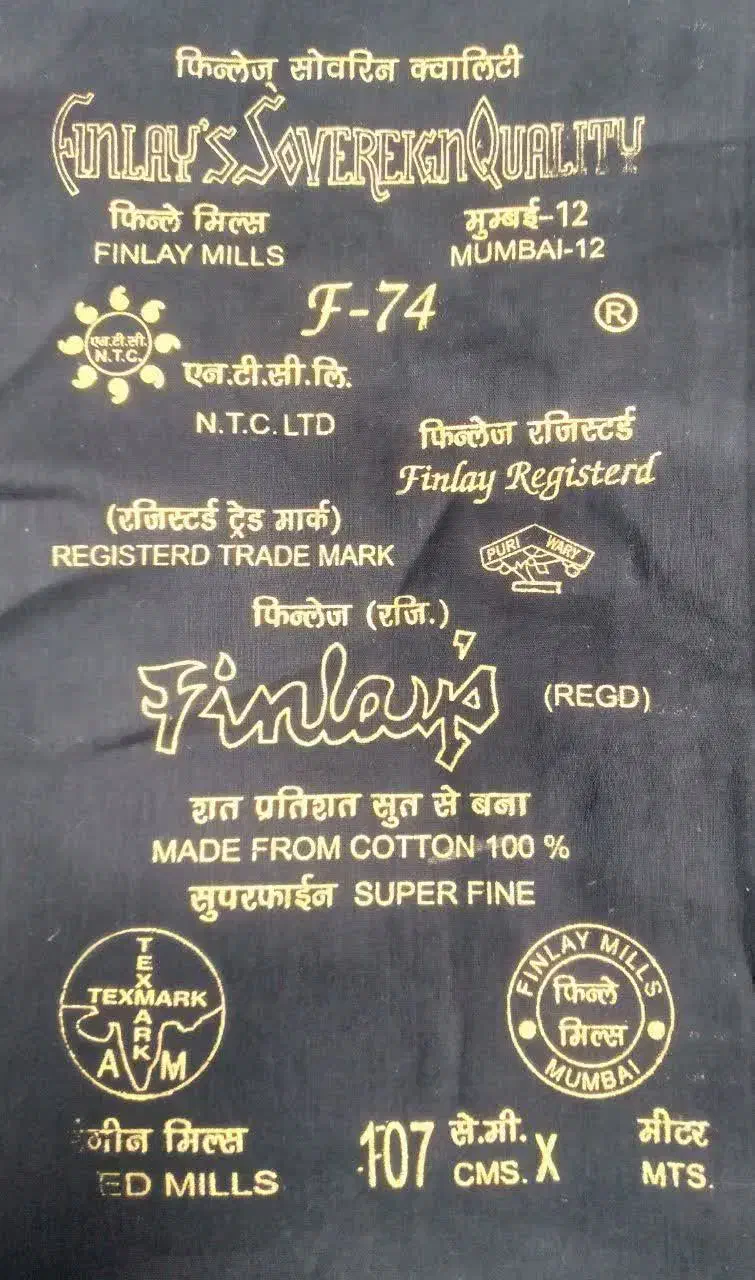 फिन्लेज् सोवरिन क्वालिटी
FINLAY'S SOVEREIGN QUALITY
फिन्ले मिल्स मुम्बई-12
FINLAY MILLS MUMBAI-12
F-74 ®
एन.टी.सी.
N.T.C.
एन.टी.सी.लि.
N.T.C. LTD
फिन्लेज रजिस्टर्ड
Finlay Registerd
(रजिस्टर्ड ट्रेड मार्क)
REGISTERD TRADE MARK
PURI WARY
फिन्लेज (रजि.)
Finlay's (REGD)
शत प्रतिशत सुत से बना
MADE FROM COTTON 100 %
सुपरफाईन SUPER FINE
TEXMARK
TEXMARK
A M
FINLAY MILLS
फिन्ले
मिल्स
MUMBAI
मिल्स 107 से.मी. X मीटर
ED MILLS CMS. MTS.